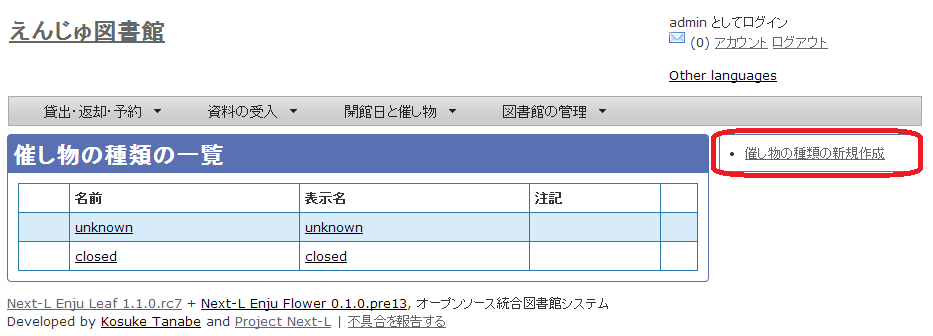 えんじゅ図書館
admin としてログイン
(0) アカウント ログアウト
Other languages
貸出・返却・予約 ▼ 資料の受入 ▼ 開館日と催し物 ▼ 図書館の管理 ▼
催し物の種類の一覧
• 催し物の種類の新規作成
名前 表示名 注記
unknown unknown
closed closed
Next-L Enju Leaf 1.1.0.rc7 + Next-L Enju Flower 0.1.0.pre13, オープンソース統合図書館システム
Developed by Kosuke Tanabe and Project Next-L | 不具合を報告する